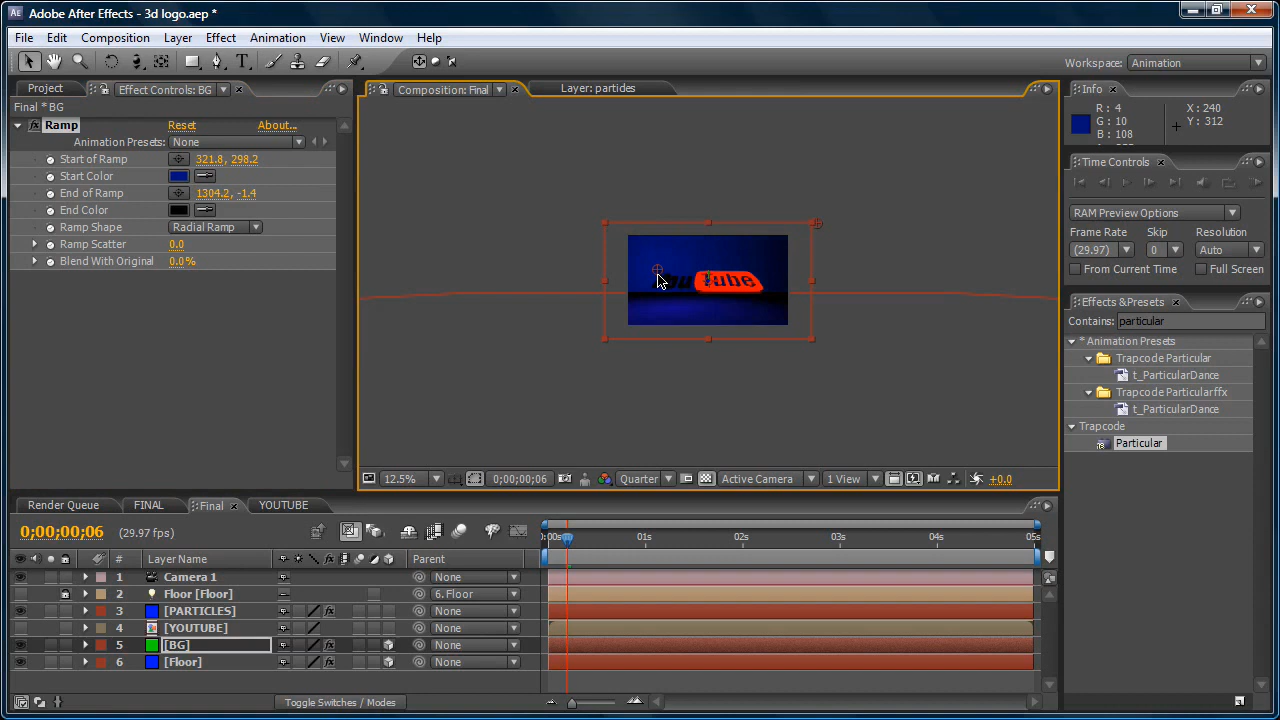 Adobe After Effects - 3d logo.aep *
File Edit Composition Layer Effect Animation View Window Help
Workspace: Animation
Project Effect Controls: BG
Final * BG
Ramp Reset About...
Animation Presets: None
Start of Ramp 321.8, 298.2
Start Color
End of Ramp 1304.2, -1.4
End Color
Ramp Shape Radial Ramp
Ramp Scatter 0.0
Blend With Original 0.0%
Composition: Final Layer: partides
Tube
12.5% 0;00;00;06 Quarter Active Camera 1 View +0.0
Info
R : 4
G : 10
B : 108
X : 240
Y : 312
Time Controls
RAM Preview Options
Frame Rate Skip Resolution
(29.97) 0 Auto
From Current Time Full Screen
Effects & Presets
Contains: particular
* Animation Presets
Trapcode Particular
t_ParticularDance
Trapcode Particularffx
t_ParticularDance
Trapcode
Particular
Render Queue FINAL Final YOUTUBE
0;00;00;06 (29.97 fps)
:00s 01s 02s 03s 04s 05s
# Layer Name Parent
1 Camera 1 None
2 Floor [Floor] 6.Floor
3 [PARTICLES] None
4 [YOUTUBE] None
5 [BG] None
6 [Floor] None
Toggle Switches / Modes